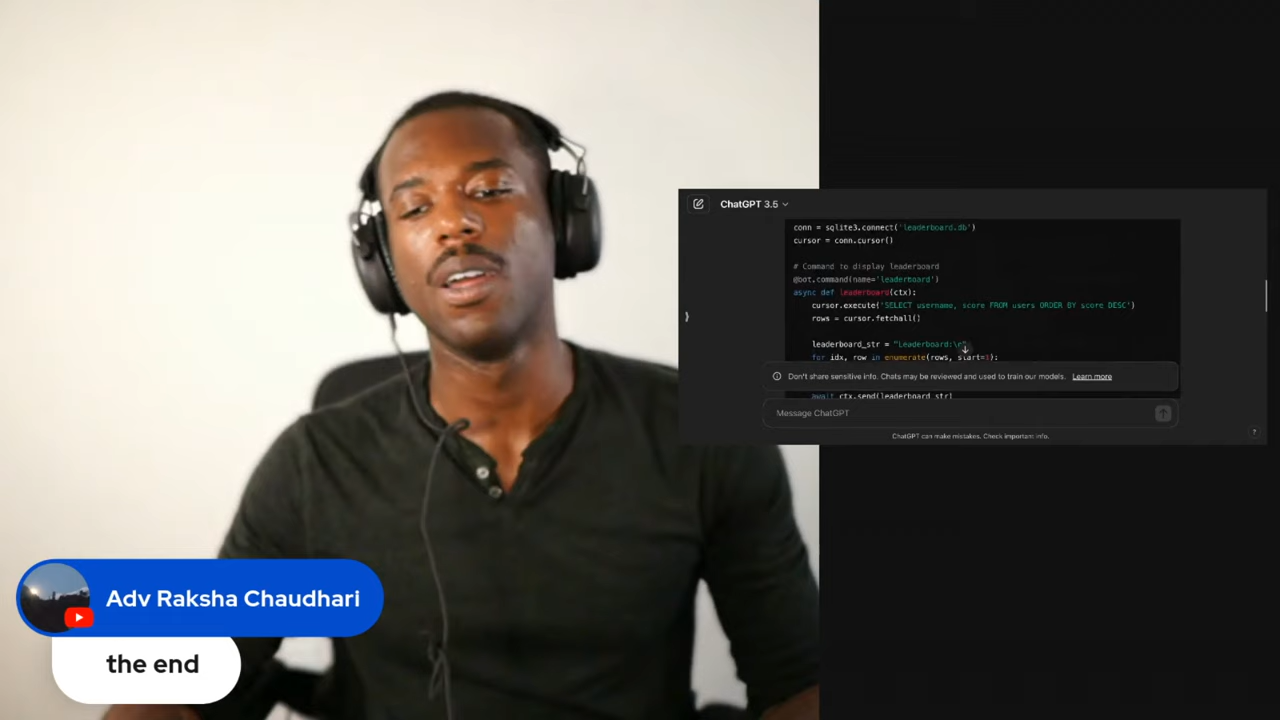 ChatGPT 3.5
conn = sqlite3.connect('leaderboard.db')
cursor = conn.cursor()
# Command to display leaderboard
@bot.command(name='leaderboard')
async def leaderboard(ctx):
cursor.execute('SELECT username, score FROM users ORDER BY score DESC')
rows = cursor.fetchall()
leaderboard_str = "Leaderboard:\n"
for idx, row in enumerate(rows, start=1):
Don't share sensitive info. Chats may be reviewed and used to train our models. Learn more
await ctx.send(leaderboard_str)
Message ChatGPT
ChatGPT can make mistakes. Check important info.
?
Adv Raksha Chaudhari
the end